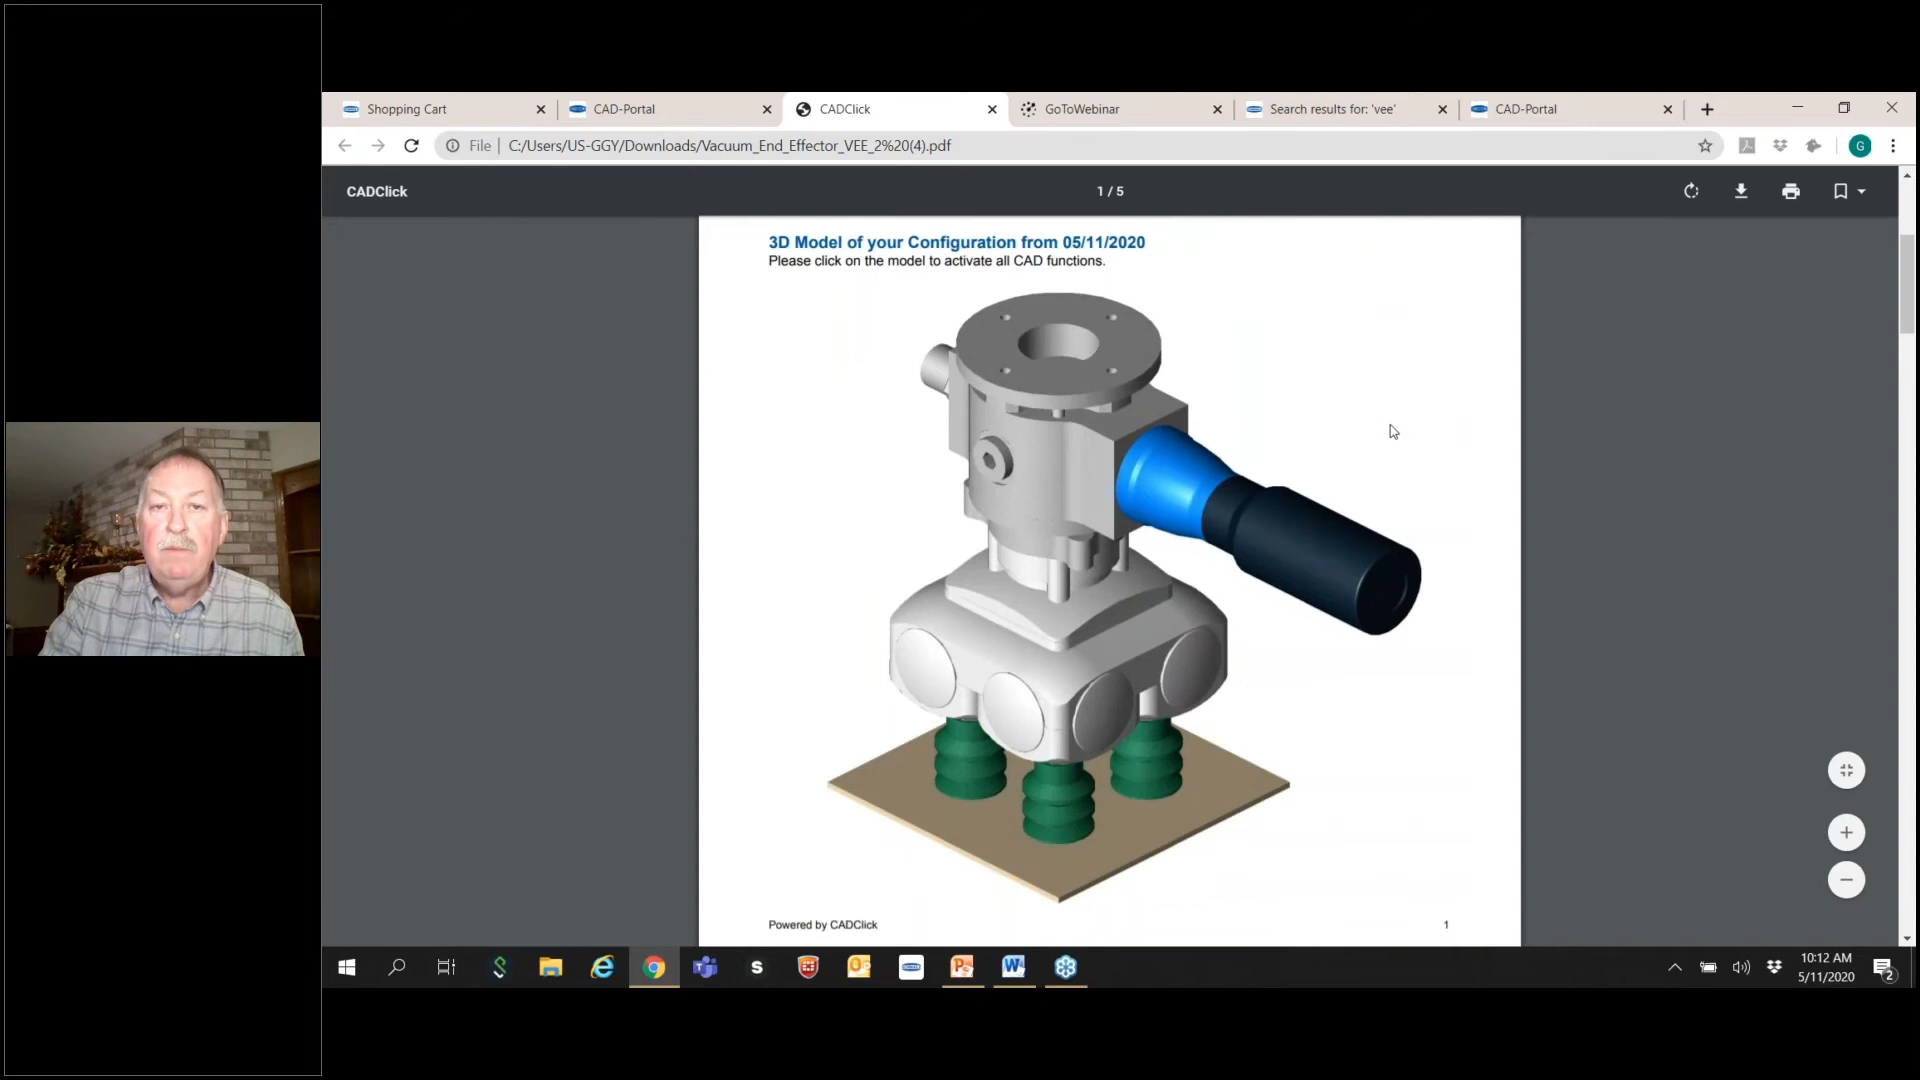 Shopping Cart
CAD-Portal
CADClick
GoToWebinar
Search results for: 'vee'
CAD-Portal
File
C:/Users/US-GGY/Downloads/Vacuum_End_Effector_VEE_2%20(4).pdf
G
CADClick
1 / 5
3D Model of your Configuration from 05/11/2020
Please click on the model to activate all CAD functions.
Powered by CADClick
1
10:12 AM
5/11/2020
2